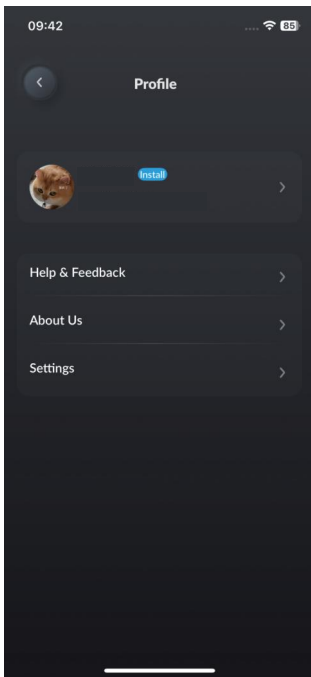 09:42
85
Profile
Install
Help & Feedback
About Us
Settings